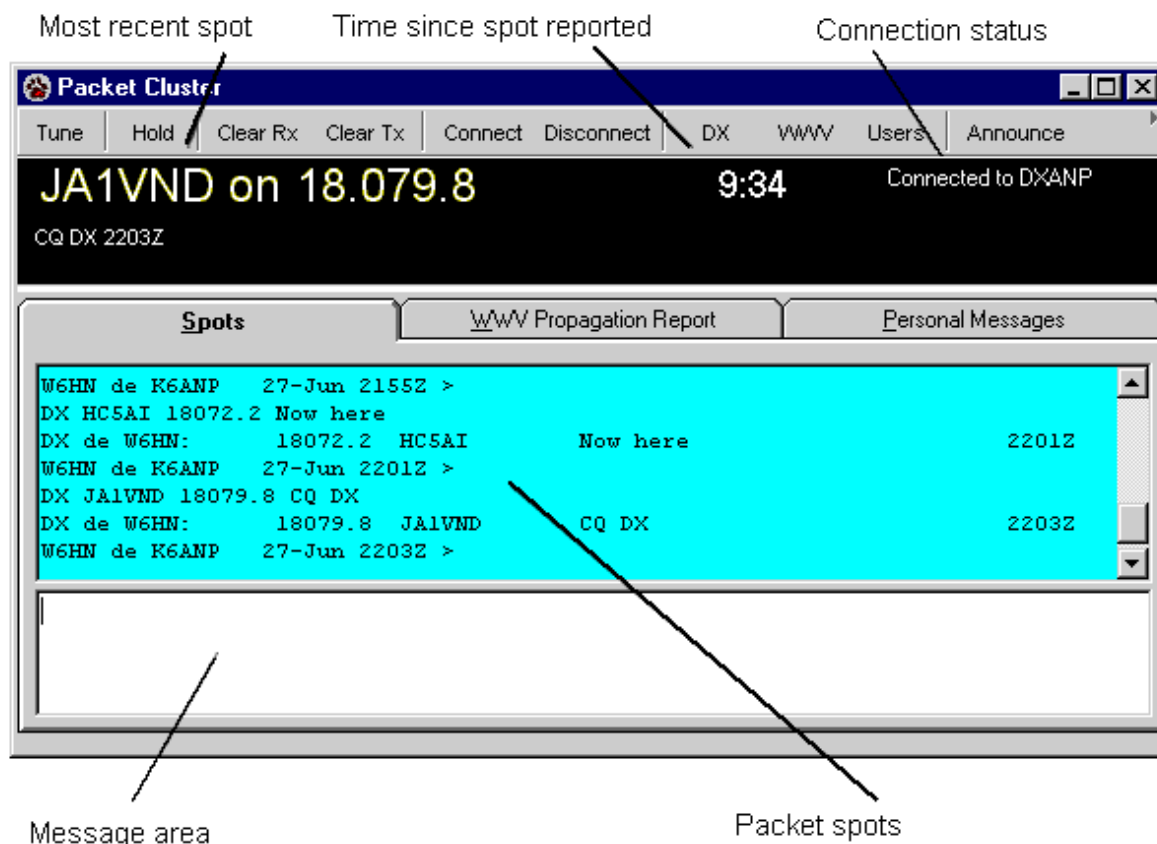 Most recent spot Time since spot reported Connection status
Packet Cluster
Tune Hold Clear Rx Clear Tx Connect Disconnect DX WWV Users Announce
JA1VND on 18.079.8 9:34 Connected to DXANP
CQ DX 2203Z
Spots WWV Propagation Report Personal Messages
W6HN de K6ANP 27-Jun 2155Z >
DX HC5AI 18072.2 Now here
DX de W6HN: 18072.2 HC5AI Now here 2201Z
W6HN de K6ANP 27-Jun 2201Z >
DX JA1VND 18079.8 CQ DX
DX de W6HN: 18079.8 JA1VND CQ DX 2203Z
W6HN de K6ANP 27-Jun 2203Z >
Message area Packet spots